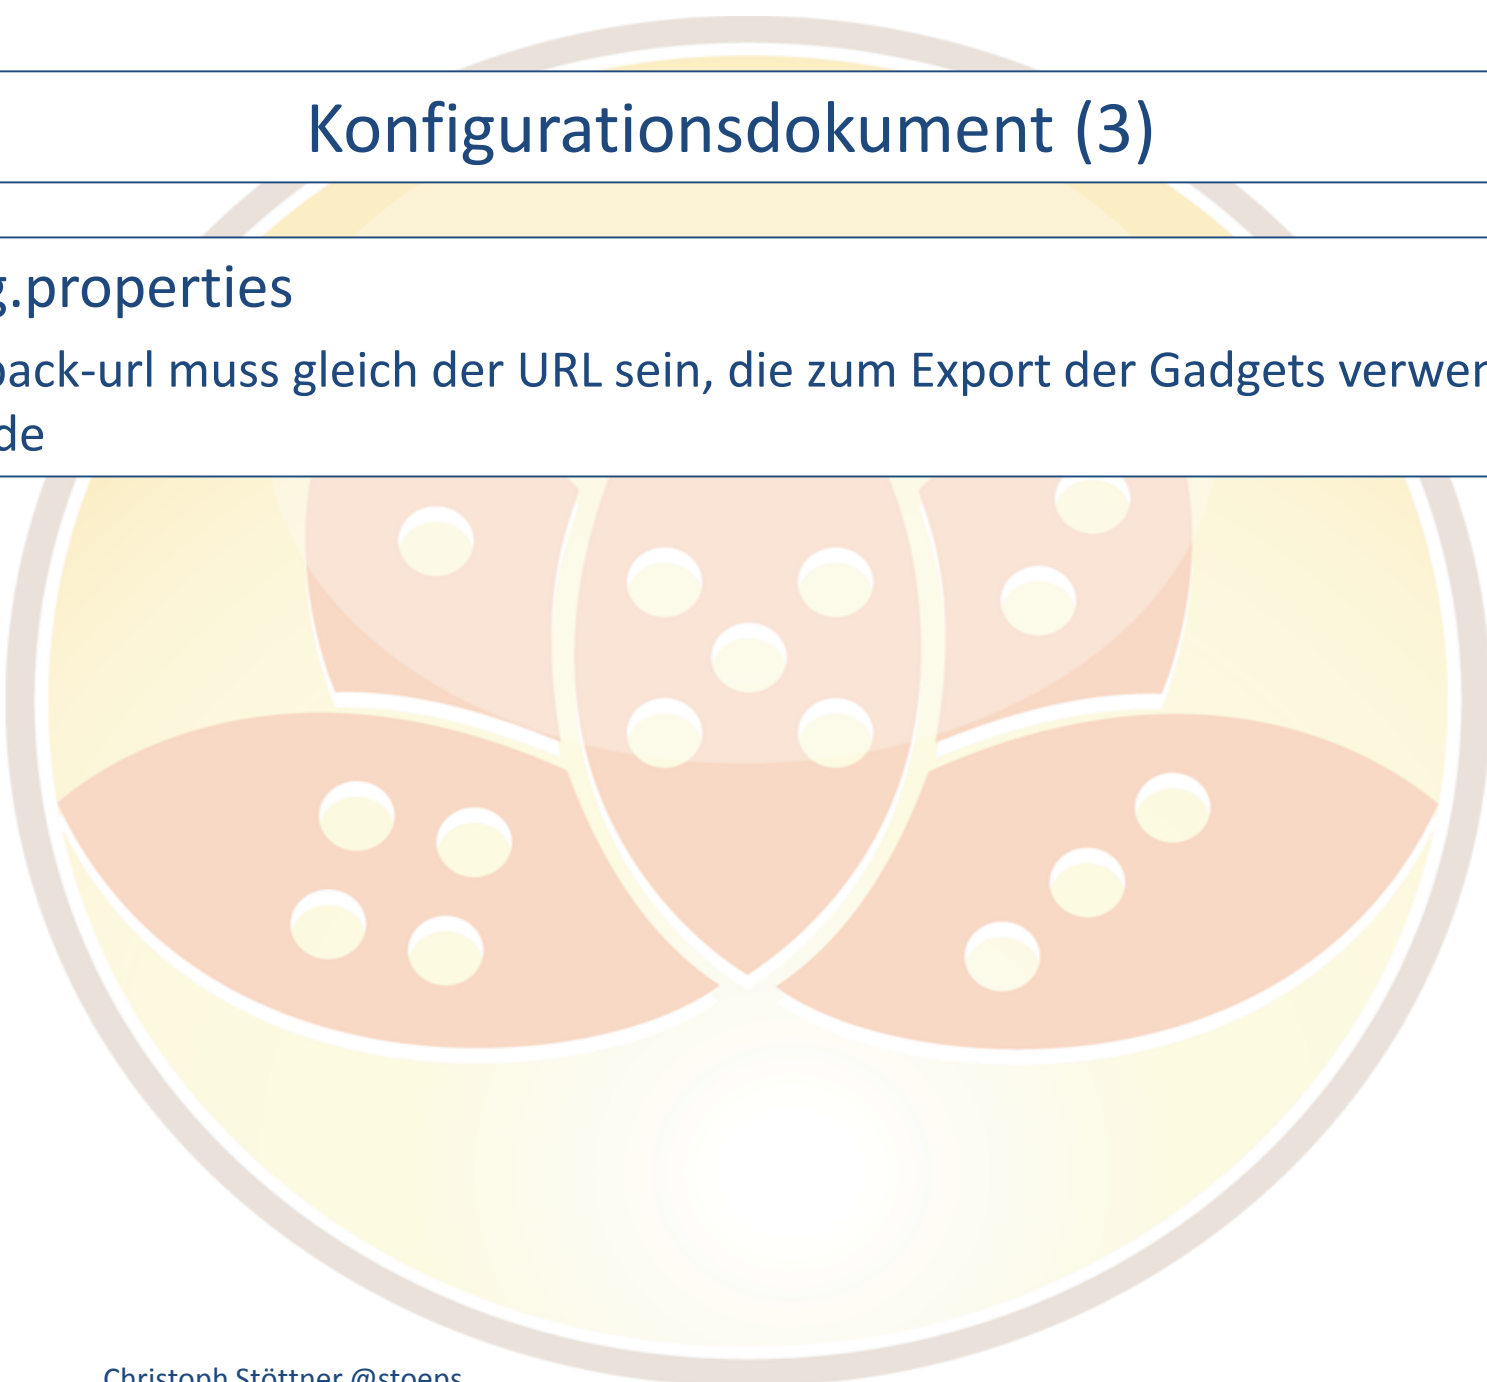 Konfigurationsdokument (3)
g.properties
back-url muss gleich der URL sein, die zum Export der Gadgets verwen
de
Christoph Stöttner @stoeps